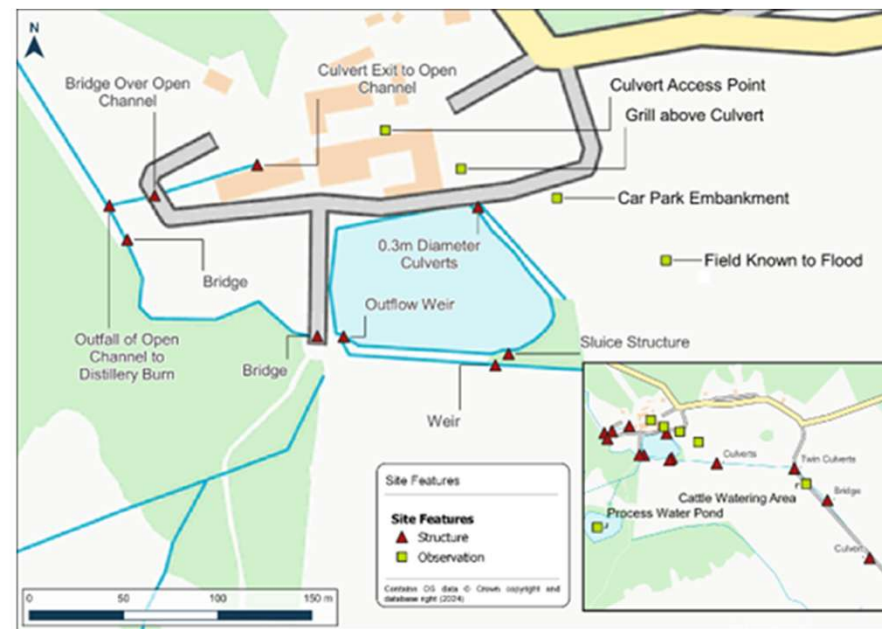 N
Bridge Over Open
Channel
Culvert Exit to Open
Channel
Culvert Access Point
Grill above Culvert
Car Park Embankment
0.3m Diameter
Culverts
Field Known to Flood
Bridge
Outflow Weir
Outfall of Open
Channel to
Distillery Burn
Bridge
Sluice Structure
Weir
Site Features
Site Features
Structure
Observation
Contains OS data © Crown copyright and
database right (2024)
0 50 100 150 m
Culverts
Twin Culverts
Cattle Watering Area
Bridge
Process Water Pond
Culvert